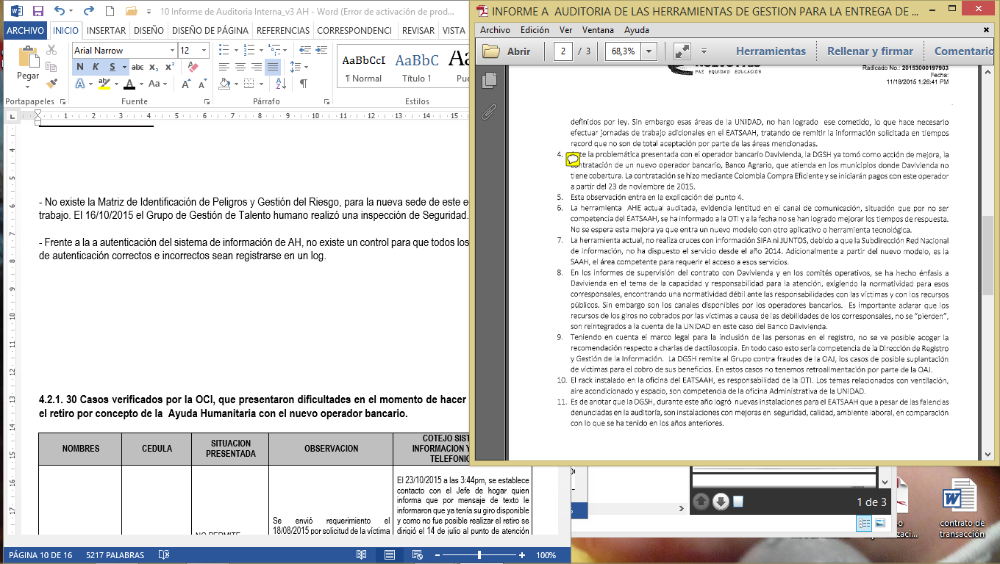 10 Informe de Auditoria Interna_v3 AH - Word (Error de activación de prod...
ARCHIVO INICIO INSERTAR DISEÑO DISEÑO DE PÁGINA REFERENCIAS CORRESPONDENCI REVISAR VISTA
Arial Narrow 12
Pegar
N K S abc x₂ x²
A A Aa A A
AaBbCcI AaBbC Aa
¶ Normal Título 1 Pue
Portapapeles Fuente Párrafo Estilos
1 2 3 4 5 6 7 8 9 10 11 12 13 14 15
- No existe la Matriz de Identificación de Peligros y Gestión del Riesgo, para la nueva sede de este e
trabajo. El 16/10/2015 el Grupo de Gestión de Talento humano realizó una inspección de Seguridad.
- Frente a la a autenticación del sistema de información de AH, no existe un control para que todos los
de autenticación correctos e incorrectos sean registrarse en un log.
4.2.1. 30 Casos verificados por la OCI, que presentaron dificultades en el momento de hacer
el retiro por concepto de la Ayuda Humanitaria con el nuevo operador bancario.
NOMBRES CEDULA SITUACION PRESENTADA OBSERVACION COTEJO SIST
INFORMACION Y
TELEFONIC
El 23/10/2015 a las 3:44pm, se establece
contacto con el Jefe de hogar quien
informa que por mensaje de texto le
informaron que ya tenía su giro disponible
y como no fue posible realizar el retiro se
dirigió el 14 de julio al punto de atención
Se envió requerimiento el
18/08/2015 por solicitud de la víctima
NO PERMITE
PÁGINA 10 DE 16 5217 PALABRAS 100%
INFORME A AUDITORIA DE LAS HERRAMIENTAS DE GESTION PARA LA ENTREGA DE ...
Archivo Edición Ver Ventana Ayuda
Abrir 2 / 3 68,3% Herramientas Rellenar y firmar Comentario
PAZ EQUIDAD EDUCACIÓN
Radicado No.: 20153000197903
Fecha:
11/18/2015 1:26:41 PM
definidos por ley. Sin embargo esas áreas de la UNIDAD, no han logrado ese cometido, lo que hace necesario
efectuar jornadas de trabajo adicionales en el EATSAAH, tratando de remitir la información solicitada en tiempos
record que no son de total aceptación por parte de las áreas mencionadas.
4. la problemática presentada con el operador bancario Davivienda, la DGSH ya tomó como acción de mejora, la
contratación de un nuevo operador bancario, Banco Agrario, que atienda en los municipios donde Davivienda no
tiene cobertura. La contratación se hizo mediante Colombia Compra Eficiente y se iniciarán pagos con este operador
a partir del 23 de noviembre de 2015.
5. Esta observación entra en la explicación del punto 4.
6. La herramienta AHE actual auditada, evidencia lentitud en el canal de comunicación, situación que por no ser
competencia del EATSAAH, se ha informado a la OTI y a la fecha no se han logrado mejorar los tiempos de respuesta.
No se espera esta mejora ya que entra un nuevo modelo con otro aplicativo o herramienta tecnológica.
7. La herramienta actual, no realiza cruces con información SIFA ni JUNTOS, debido a que la Subdirección Red Nacional
de Información, no ha dispuesto el servicio desde el año 2014. Adicionalmente a partir del nuevo modelo, es la
SAAH, el área competente para requerir el acceso a esos servicios.
8. En los informes de supervisión del contrato con Davivienda y en los comités operativos, se ha hecho énfasis a
Davivienda en el tema de la capacidad y responsabilidad para la atención, exigiendo la normatividad para esos
corresponsales, encontrando una normatividad débil ante las responsabilidades con las víctimas y con los recursos
públicos. Sin embargo son los canales disponibles por los operadores bancarios. Es importante aclarar que los
recursos de los giros no cobrados por las víctimas a causa de las debilidades de los corresponsales, no se "pierden",
son reintegrados a la cuenta de la UNIDAD en este caso del Banco Davivienda.
9. Teniendo en cuenta el marco legal para la inclusión de las personas en el registro, no se ve posible acoger la
recomendación respecto a charlas de dactiloscopia. En todo caso esto sería competencia de la Dirección de Registro
y Gestión de la Información. La DGSH remite al Grupo contra fraudes de la OAJ, los casos de posible suplantación
de víctimas para el cobro de sus beneficios. En estos casos no tenemos retroalimentación por parte de la OAJ.
10. El rack instalado en la oficina del EATSAAH, es responsabilidad de la OTI. Los temas relacionados con ventilación,
aire acondicionado y espacio, son competencia de la oficina Administrativa de la UNIDAD.
11. Es de anotar que la DGSH, durante este año logró nuevas instalaciones para el EATSAAH que a pesar de las falencias
denunciadas en la auditoría, son instalaciones con mejoras en seguridad, calidad, ambiente laboral, en comparación
con lo que se ha tenido en los años anteriores.
1 de 3
contrato de
transacción